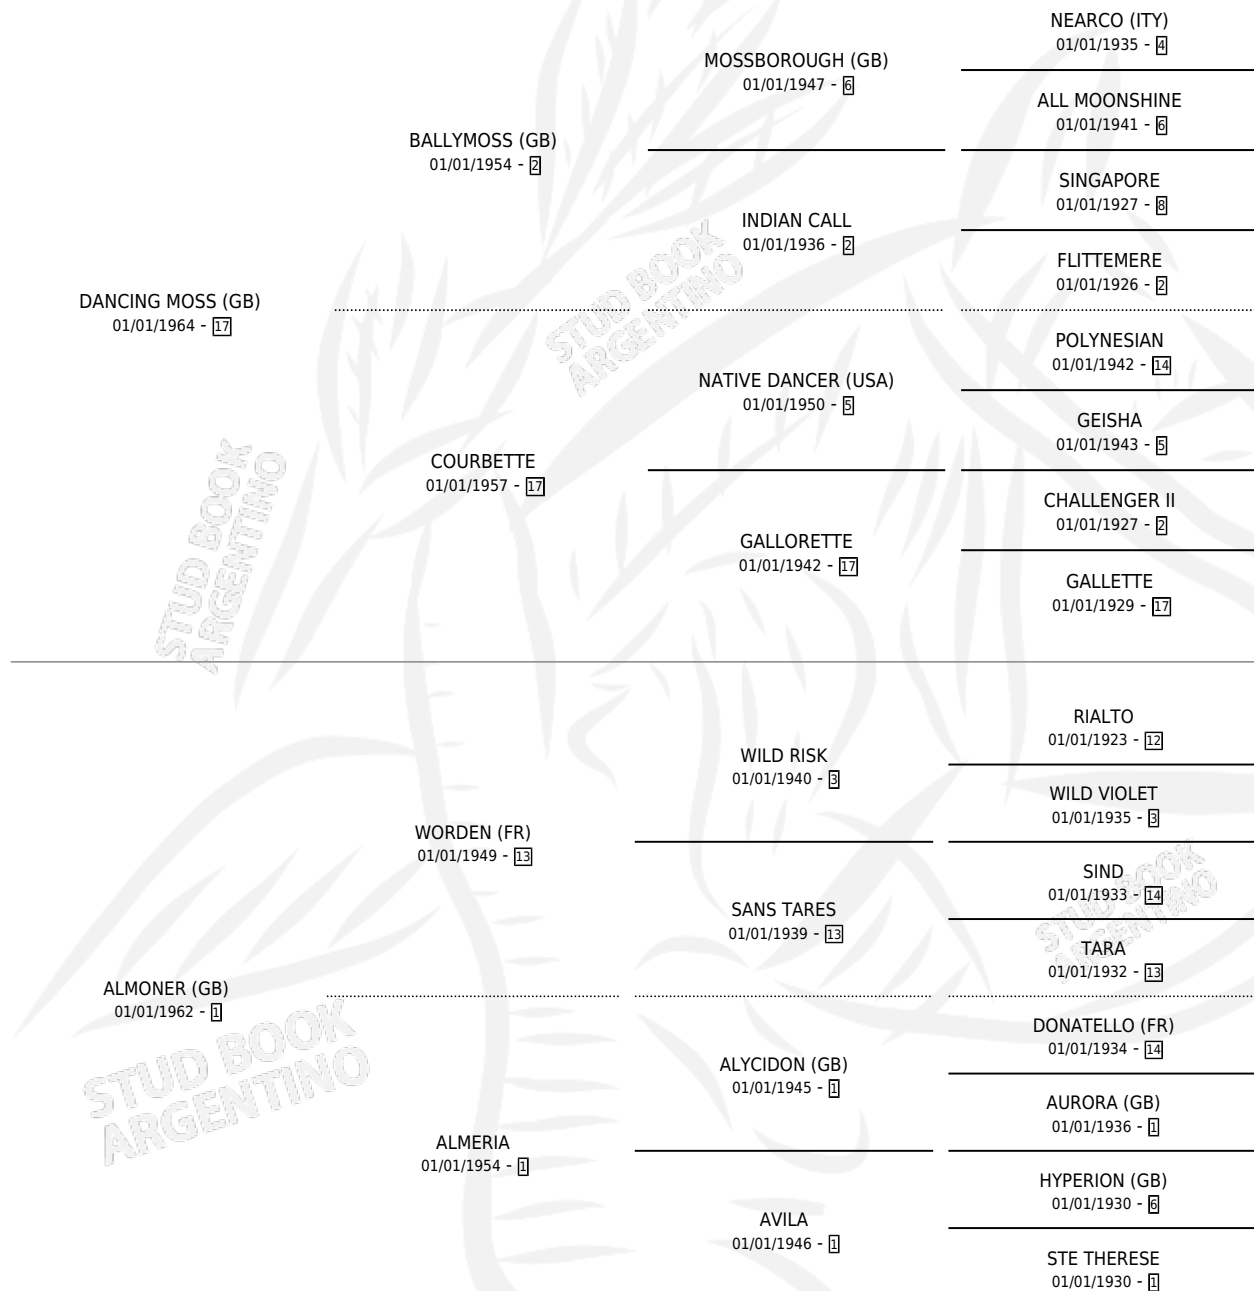 NEARCO (ITY)
01/01/1935 - 4
MOSSBOROUGH (GB)
01/01/1947 - 6
ALL MOONSHINE
01/01/1941 - 6
BALLYMOSS (GB)
01/01/1954 - 2
SINGAPORE
01/01/1927 - 8
INDIAN CALL
01/01/1936 - 2
FLITTEMERE
01/01/1926 - 2
DANCING MOSS (GB)
01/01/1964 - 17
STUD BOOK
ARGENTINO
POLYNESIAN
01/01/1942 - 14
NATIVE DANCER (USA)
01/01/1950 - 5
GEISHA
01/01/1943 - 5
COURBETTE
01/01/1957 - 17
CHALLENGER II
01/01/1927 - 2
GALLORETTE
01/01/1942 - 17
GALLETTE
01/01/1929 - 17
STUD BOOK
ARGENTINO
RIALTO
01/01/1923 - 12
WILD RISK
01/01/1940 - 3
WILD VIOLET
01/01/1935 - 3
WORDEN (FR)
01/01/1949 - 13
SIND
01/01/1933 - 14
SANS TARES
01/01/1939 - 13
TARA
01/01/1932 - 13
STUD BOOK
ARGENTINO
ALMONER (GB)
01/01/1962 - 1
DONATELLO (FR)
01/01/1934 - 14
ALYCIDON (GB)
01/01/1945 - 1
AURORA (GB)
01/01/1936 - 1
STUD BOOK
ARGENTINO
ALMERIA
01/01/1954 - 1
HYPERION (GB)
01/01/1930 - 6
AVILA
01/01/1946 - 1
STE THERESE
01/01/1930 - 1